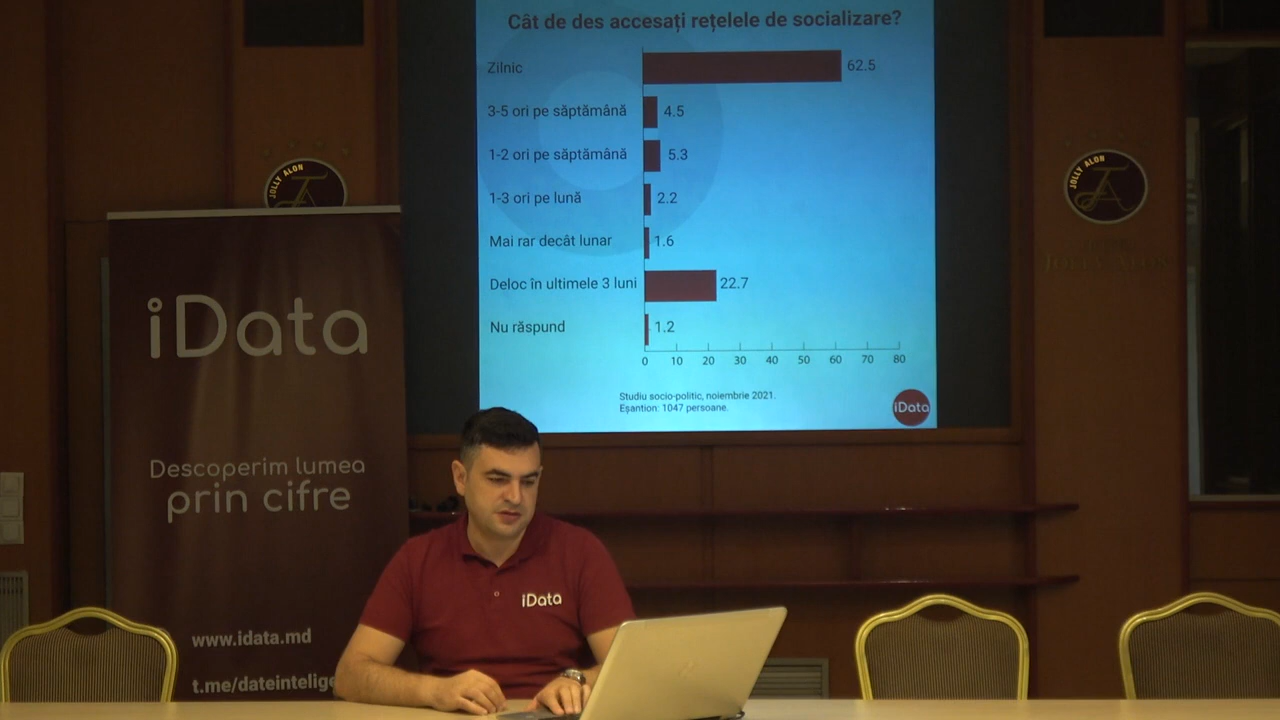 Cât de des accesați rețelele de socializare?
Zilnic 62.5
3-5 ori pe săptămână 4.5
1-2 ori pe săptămână 5.3
1-3 ori pe lună 2.2
Mai rar decât lunar 1.6
Deloc în ultimele 3 luni 22.7
Nu răspund 1.2
0 10 20 30 40 50 60 70 80
Studiu socio-politic, noiembrie 2021.
Eșantion: 1047 persoane.
iData
JOLLY ALON
JOLLY ALON
iData
Descoperim lumea
prin cifre
www.idata.md
t.me/dateintelige
iData